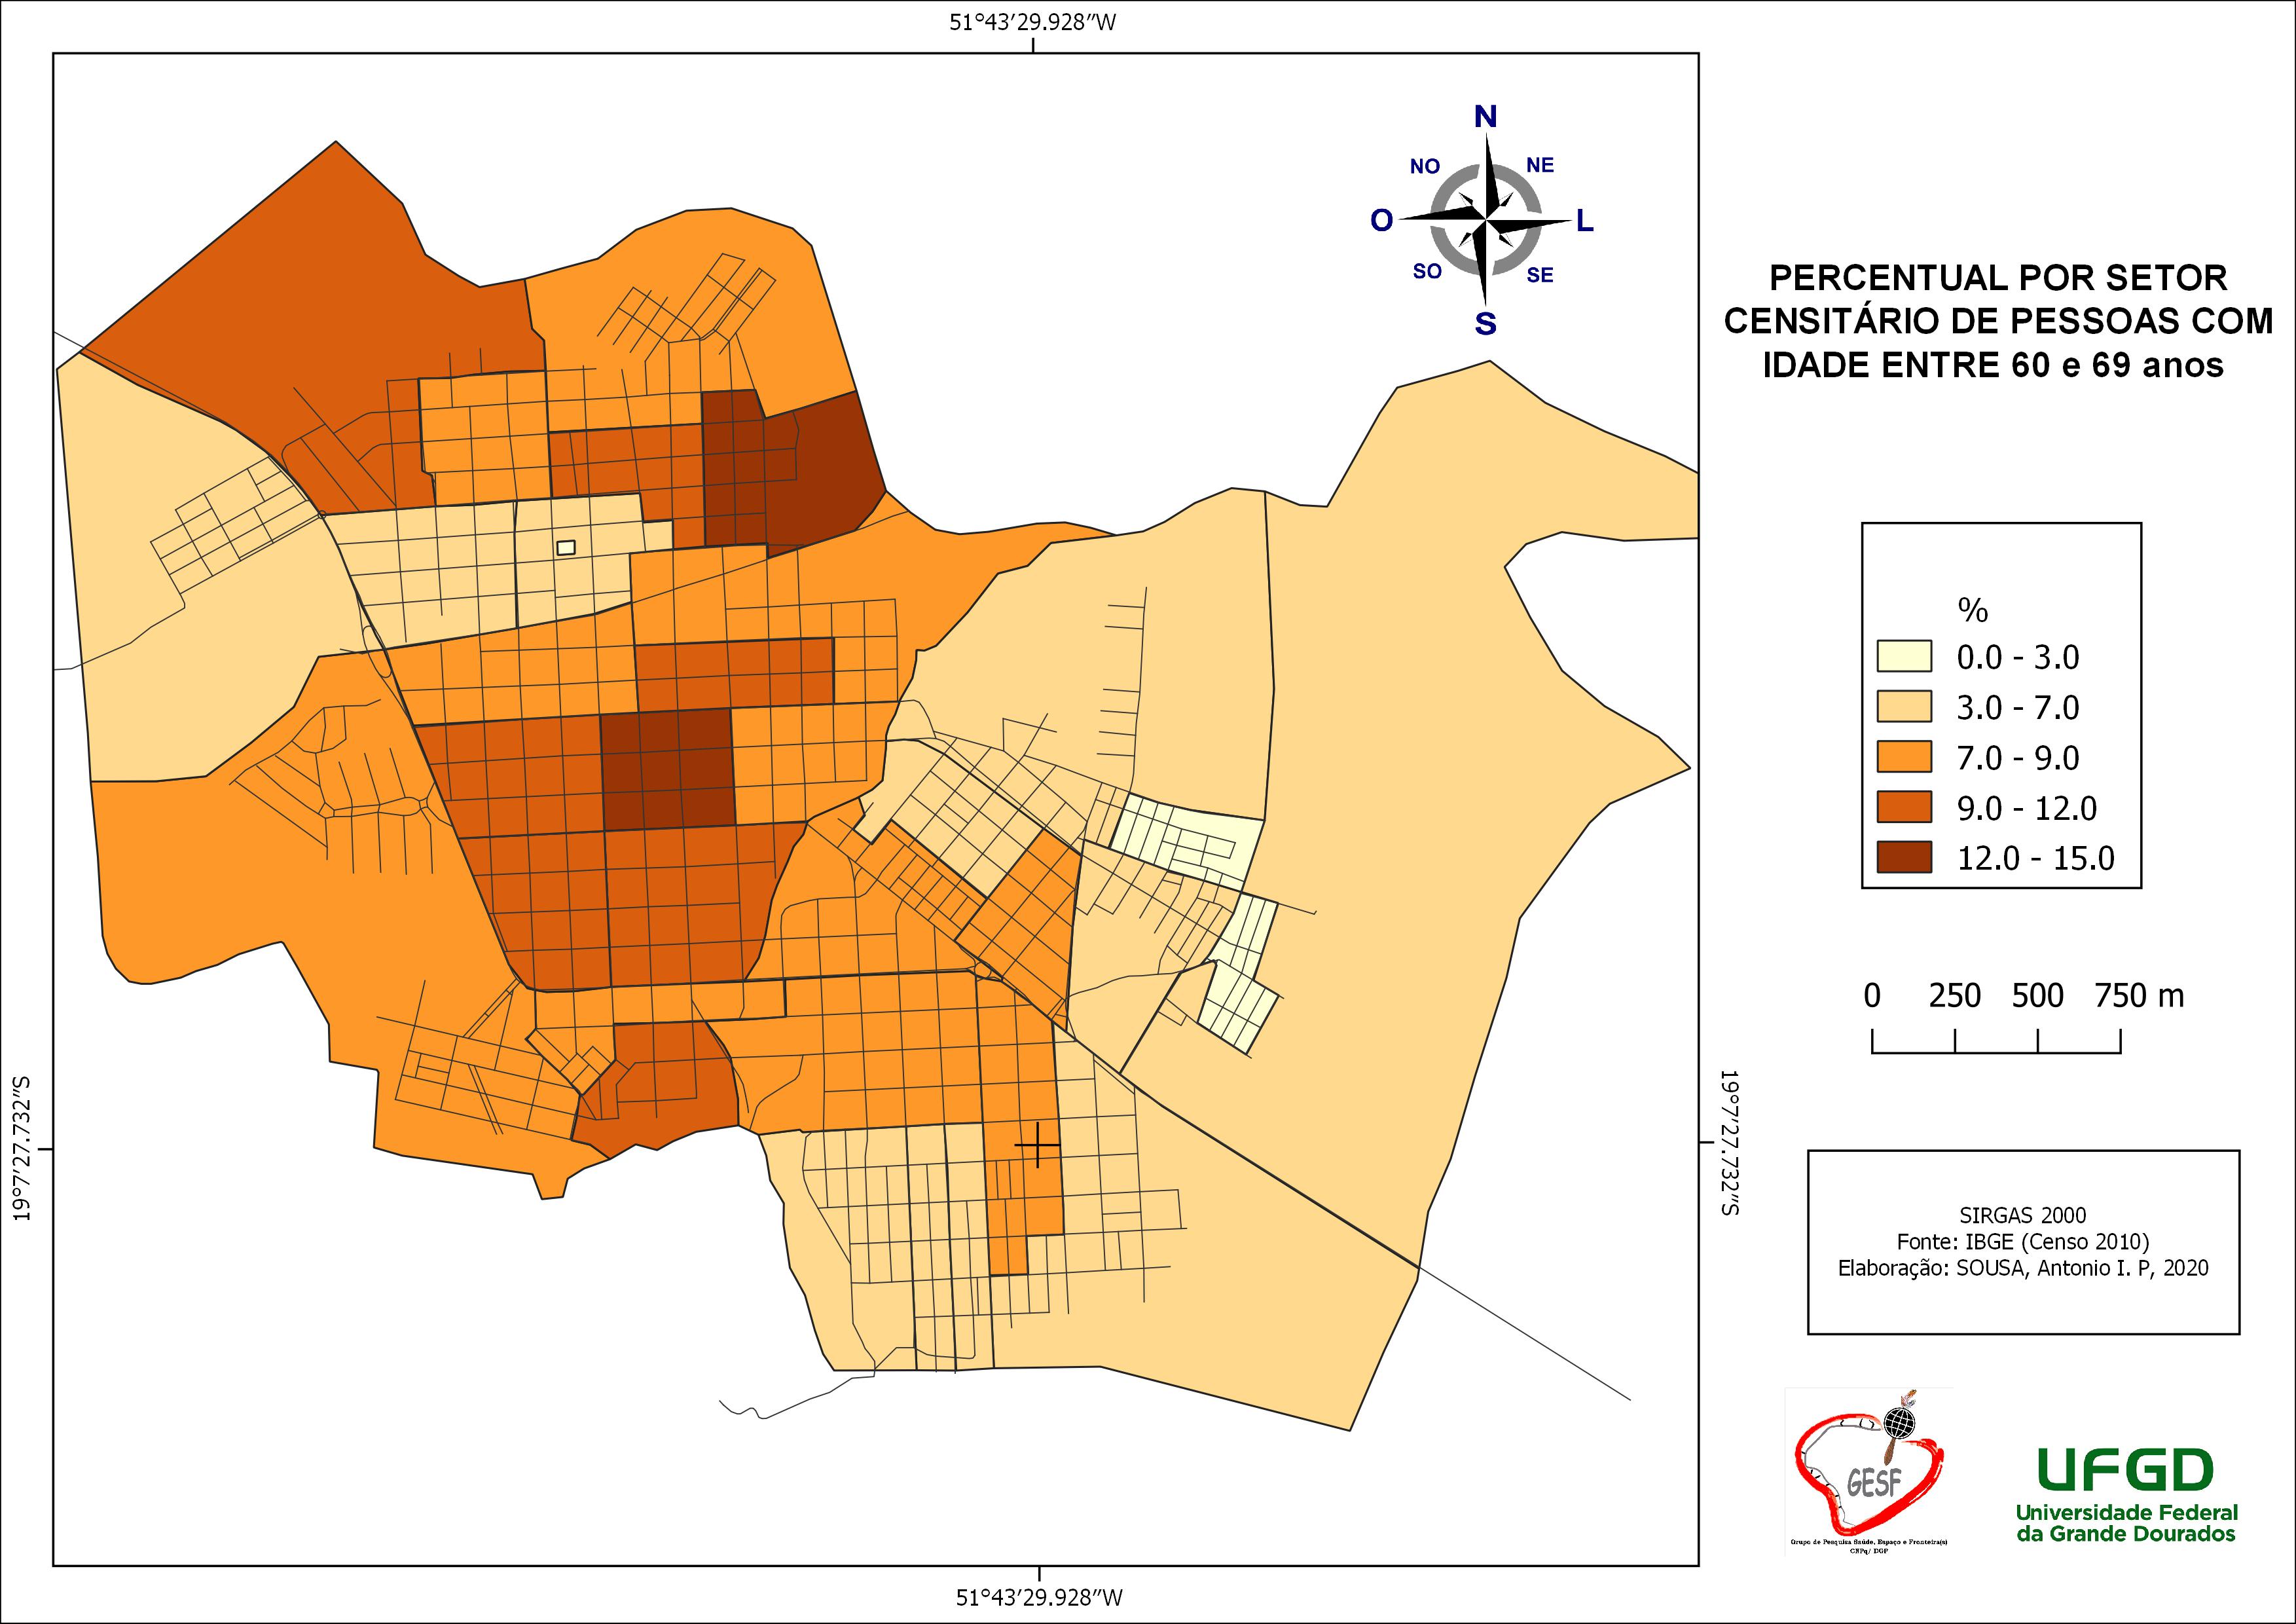 51°43′29.928″W
N
NO
NE
O
L
SO
SE
S
PERCENTUAL POR SETOR
CENSITÁRIO DE PESSOAS COM
IDADE ENTRE 60 e 69 anos
%
0.0 - 3.0
3.0 - 7.0
7.0 - 9.0
9.0 - 12.0
12.0 - 15.0
0 250 500 750 m
19°7′27.732″S
19°7′27.732″S
SIRGAS 2000
Fonte: IBGE (Censo 2010)
Elaboração: SOUSA, Antonio I. P, 2020
GESF
Grupo de Pesquisa Saúde, Espaço e Fronteira(s)
CNPq/ DGP
UFGD
Universidade Federal
da Grande Dourados
51°43′29.928″W